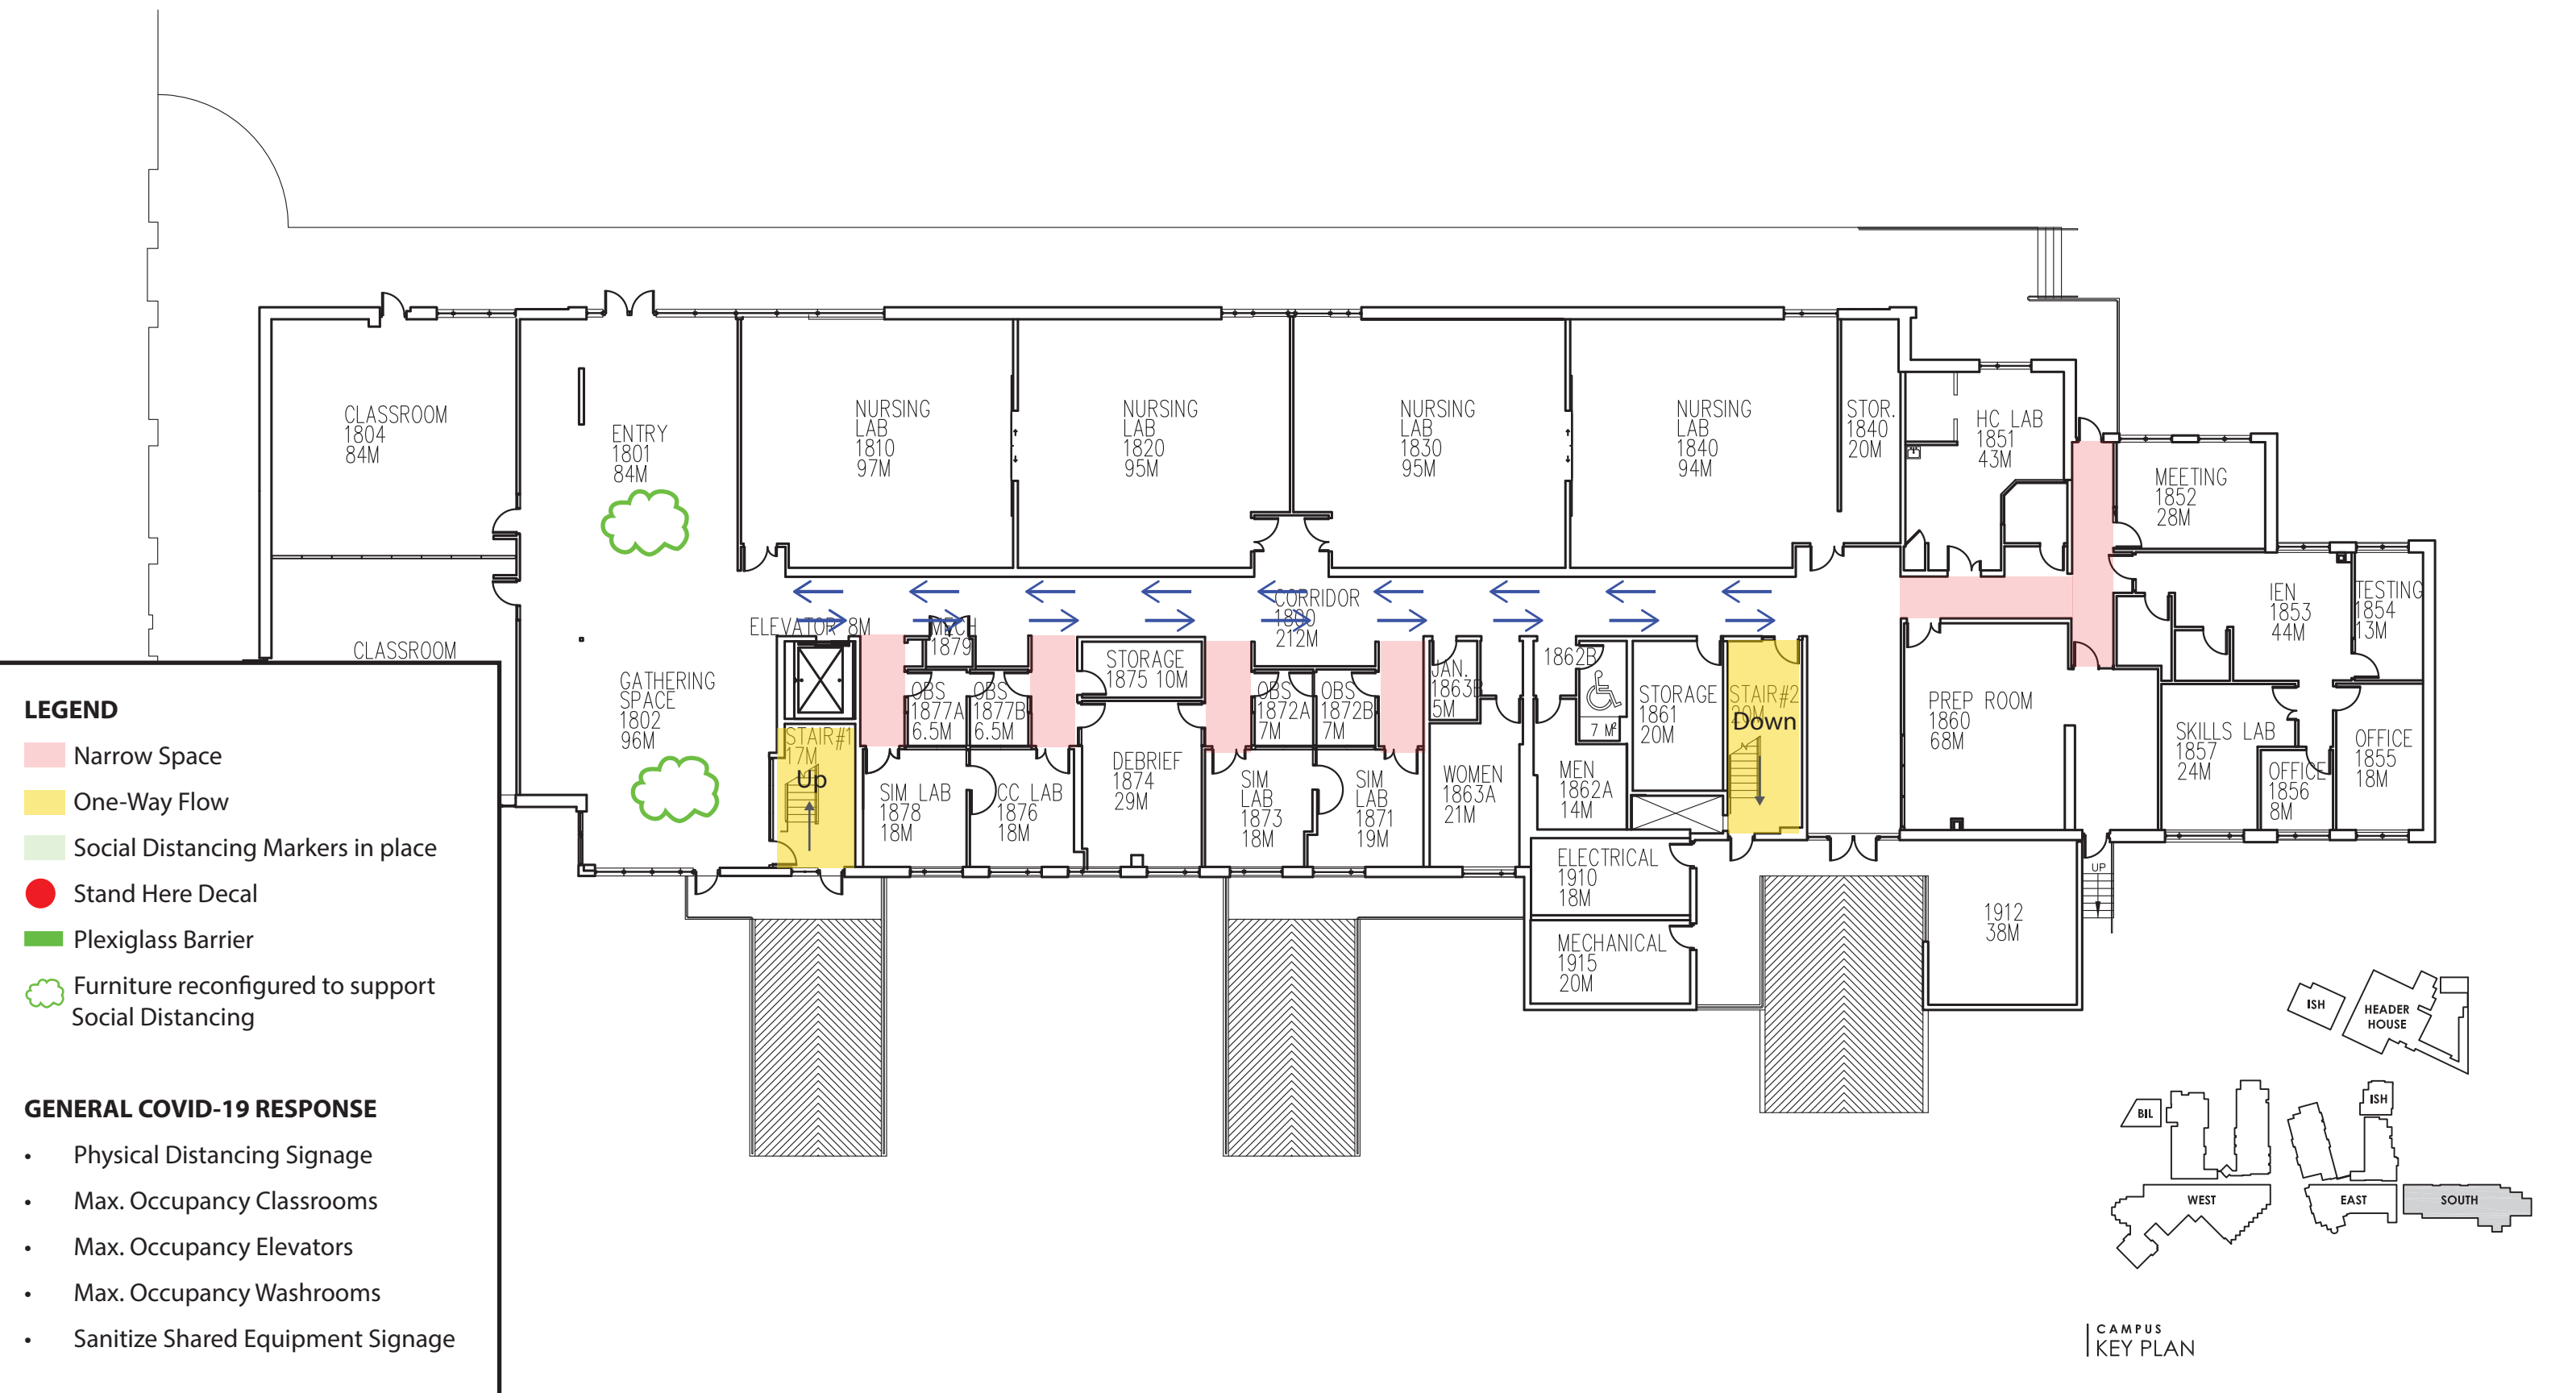 CLASSROOM
1804
84M
ENTRY
1801
84M
NURSING
LAB
1810
97M
NURSING
LAB
1820
95M
NURSING
LAB
1830
95M
NURSING
LAB
1840
94M
STOR.
1840
20M
HC LAB
1851
43M
MEETING
1852
28M
IEN
1853
44M
TESTING
1854
13M
CORRIDOR
1800
212M
ELEVATOR 8M
MECH
1879
CLASSROOM
GATHERING
SPACE
1802
96M
STAIR#1
17M
Up
OBS
1877A
6.5M
OBS
1877B
6.5M
STORAGE
1875 10M
OBS
1872A
7M
OBS
1872B
7M
JAN.
1863B
5M
1862B
7 M²
STORAGE
1861
20M
STAIR#2
20M
Down
PREP ROOM
1860
68M
SKILLS LAB
1857
24M
OFFICE
1856
8M
OFFICE
1855
18M
SIM LAB
1878
18M
CC LAB
1876
18M
DEBRIEF
1874
29M
SIM
LAB
1873
18M
SIM
LAB
1871
19M
WOMEN
1863A
21M
MEN
1862A
14M
ELECTRICAL
1910
18M
MECHANICAL
1915
20M
1912
38M
UP
LEGEND
Narrow Space
One-Way Flow
Social Distancing Markers in place
Stand Here Decal
Plexiglass Barrier
Furniture reconfigured to support
Social Distancing
GENERAL COVID-19 RESPONSE
• Physical Distancing Signage
• Max. Occupancy Classrooms
• Max. Occupancy Elevators
• Max. Occupancy Washrooms
• Sanitize Shared Equipment Signage
ISH
HEADER
HOUSE
BIL
ISH
WEST
EAST
SOUTH
CAMPUS
KEY PLAN